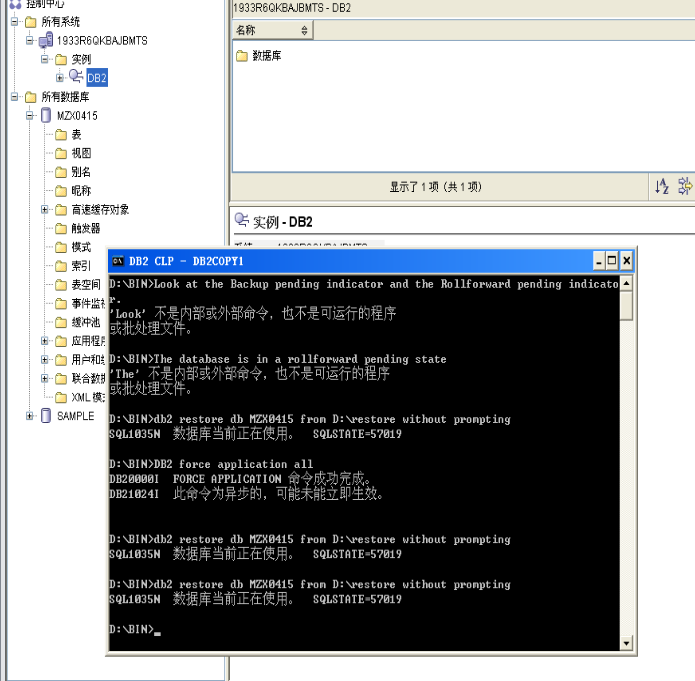 控制中心
所有系统
1933R6QKBAJBMTS
实例
DB2
所有数据库
MZX0415
表
视图
别名
昵称
高速缓存对象
触发器
模式
索引
表空间
事件监视
缓冲池
应用程序
用户和组
联合数据
XML 模式
SAMPLE
1933R6QKBAJBMTS - DB2
名称
数据库
显示了 1 项 (共 1 项)
实例 - DB2
DB2 CLP - DB2COPY1
D:\BIN>Look at the Backup pending indicator and the Rollforward pending indicato
r.
'Look' 不是内部或外部命令，也不是可运行的程序
或批处理文件。
D:\BIN>The database is in a rollforward pending state
'The' 不是内部或外部命令，也不是可运行的程序
或批处理文件。
D:\BIN>db2 restore db MZX0415 from D:\restore without prompting
SQL1035N  数据库当前正在使用。  SQLSTATE=57019
D:\BIN>DB2 force application all
DB20000I  FORCE APPLICATION 命令成功完成。
DB21024I  此命令为异步的，可能未能立即生效。
D:\BIN>db2 restore db MZX0415 from D:\restore without prompting
SQL1035N  数据库当前正在使用。  SQLSTATE=57019
D:\BIN>db2 restore db MZX0415 from D:\restore without prompting
SQL1035N  数据库当前正在使用。  SQLSTATE=57019
D:\BIN>